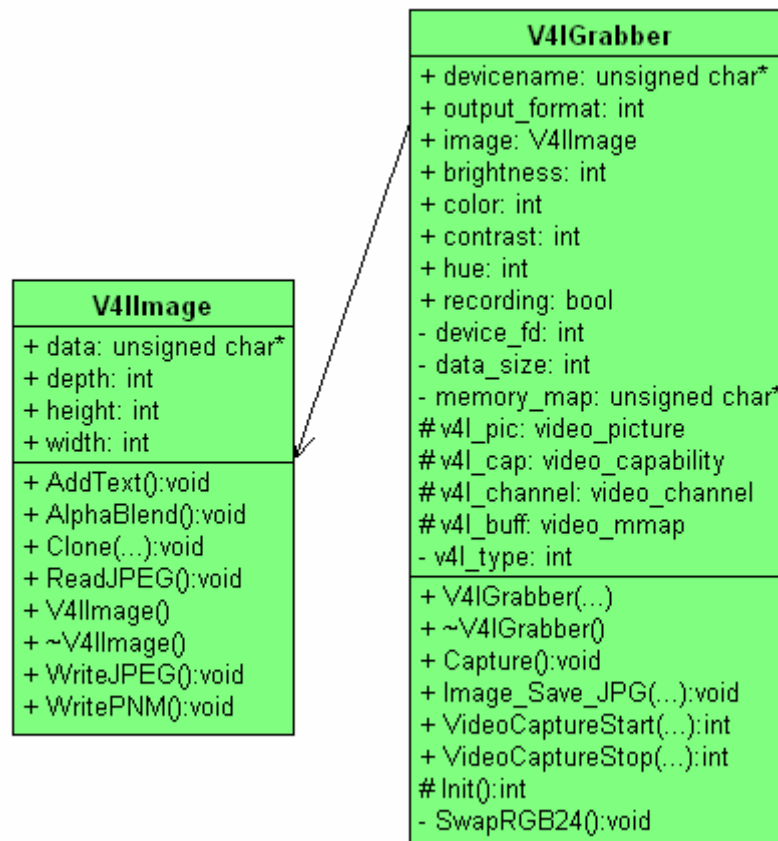 V4lGrabber
+ devicename: unsigned char*
+ output_format: int
+ image: V4lImage
+ brightness: int
+ color: int
+ contrast: int
+ hue: int
+ recording: bool
- device_fd: int
- data_size: int
- memory_map: unsigned char*
# v4l_pic: video_picture
# v4l_cap: video_capability
# v4l_channel: video_channel
# v4l_buff: video_mmap
- v4l_type: int
+ V4lGrabber(...)
+ ~V4lGrabber()
+ Capture():void
+ Image_Save_JPG(...):void
+ VideoCaptureStart(...):int
+ VideoCaptureStop(...):int
# Init():int
- SwapRGB24():void
V4lImage
+ data: unsigned char*
+ depth: int
+ height: int
+ width: int
+ AddText():void
+ AlphaBlend():void
+ Clone(...):void
+ ReadJPEG():void
+ V4lImage()
+ ~V4lImage()
+ WriteJPEG():void
+ WritePNM():void